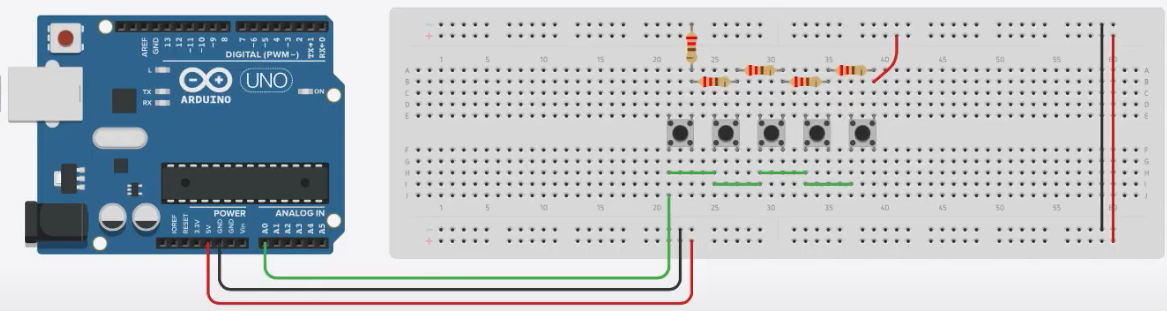 AREF
GND
13
12
~11
~10
~9
8
7
~6
~5
4
~3
2
TX→1
RX←0
DIGITAL (PWM~)
L
TX
RX
ARDUINO
UNO
ON
POWER
ANALOG IN
IOREF
RESET
3.3V
5V
GND
GND
Vin
A0
A1
A2
A3
A4
A5
1 5 10 15 20 25 30 35 40 45 50 55 60
A
B
C
D
E
F
G
H
I
J
1 5 10 15 20 25 30 35 40 45 50 55 60